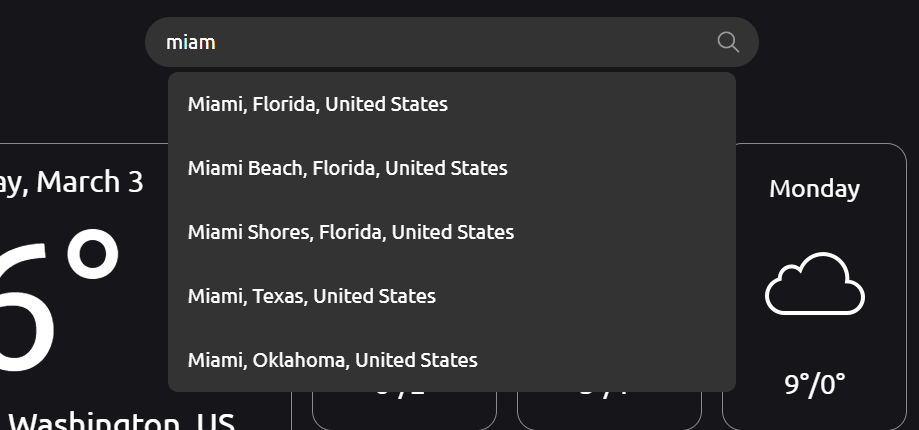 miam
Miami, Florida, United States
Miami Beach, Florida, United States
Miami Shores, Florida, United States
Miami, Texas, United States
Miami, Oklahoma, United States
March 3
6°
Washington, US
Monday
9°/0°